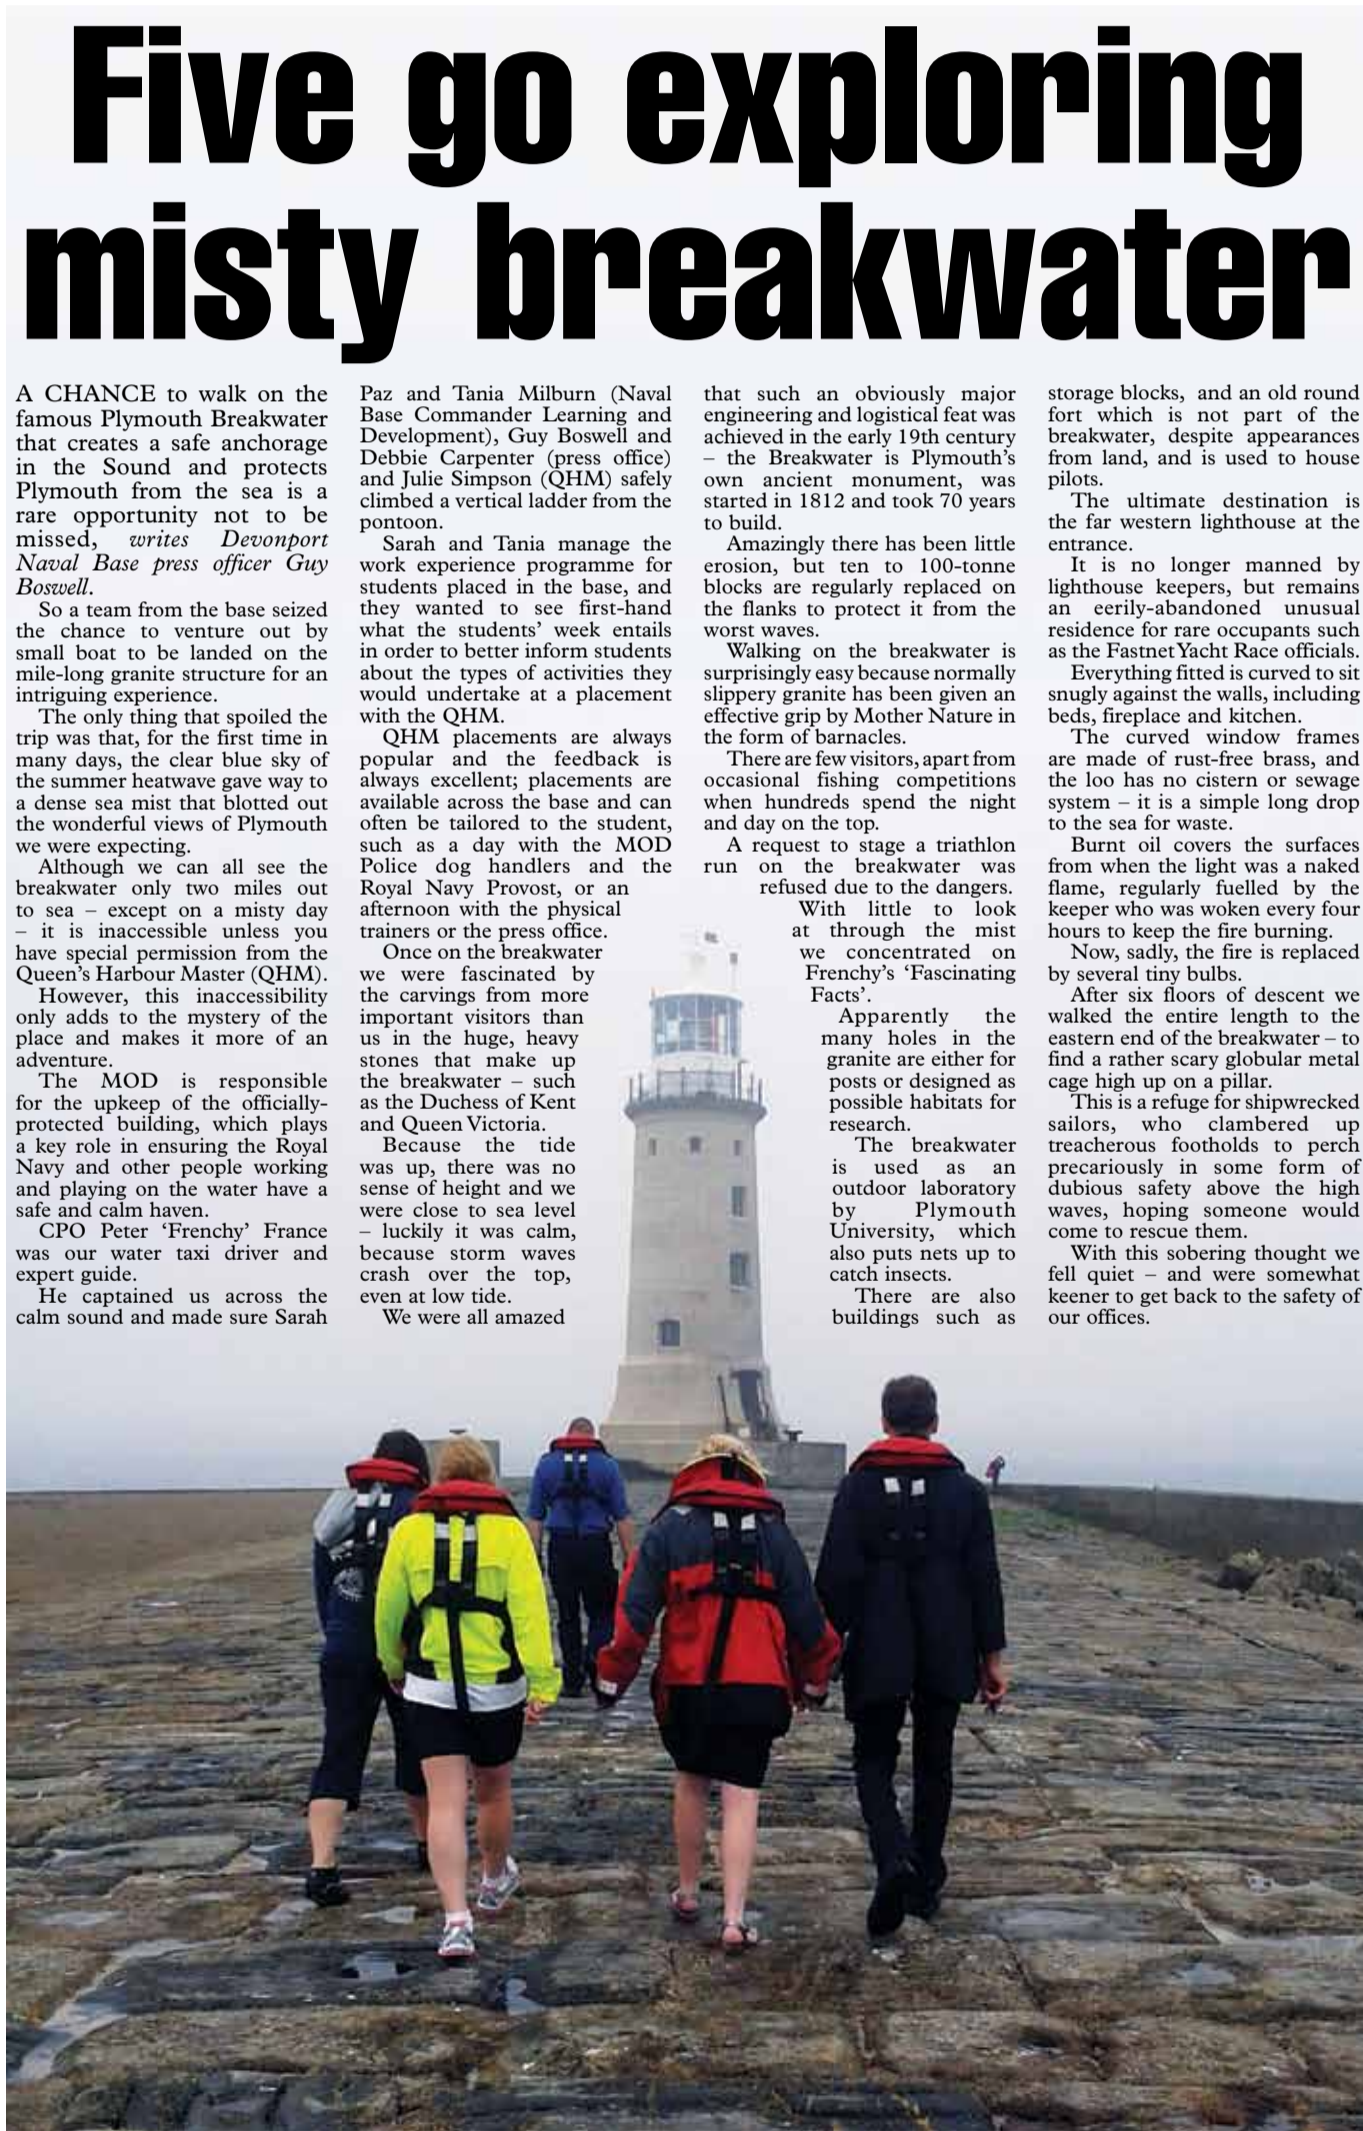 Five go exploring
misty breakwater
A CHANCE to walk on the
famous Plymouth Breakwater
that creates a safe anchorage
in the Sound and protects
Plymouth from the sea is a
rare opportunity not to be
missed, writes Devonport
Naval Base press officer Guy
Boswell.
So a team from the base seized
the chance to venture out by
small boat to be landed on the
mile-long granite structure for an
intriguing experience.
The only thing that spoiled the
trip was that, for the first time in
many days, the clear blue sky of
the summer heatwave gave way to
a dense sea mist that blotted out
the wonderful views of Plymouth
we were expecting.
Although we can all see the
breakwater only two miles out
to sea – except on a misty day
– it is inaccessible unless you
have special permission from the
Queen's Harbour Master (QHM).
However, this inaccessibility
only adds to the mystery of the
place and makes it more of an
adventure.
The MOD is responsible
for the upkeep of the officially-
protected building, which plays
a key role in ensuring the Royal
Navy and other people working
and playing on the water have a
safe and calm haven.
CPO Peter 'Frenchy' France
was our water taxi driver and
expert guide.
He captained us across the
calm sound and made sure Sarah
Paz and Tania Milburn (Naval
Base Commander Learning and
Development), Guy Boswell and
Debbie Carpenter (press office)
and Julie Simpson (QHM) safely
climbed a vertical ladder from the
pontoon.
Sarah and Tania manage the
work experience programme for
students placed in the base, and
they wanted to see first-hand
what the students' week entails
in order to better inform students
about the types of activities they
would undertake at a placement
with the QHM.
QHM placements are always
popular and the feedback is
always excellent; placements are
available across the base and can
often be tailored to the student,
such as a day with the MOD
Police dog handlers and the
Royal Navy Provost, or an
afternoon with the physical
trainers or the press office.
Once on the breakwater
we were fascinated by
the carvings from more
important visitors than
us in the huge, heavy
stones that make up
the breakwater – such
as the Duchess of Kent
and Queen Victoria.
Because the tide
was up, there was no
sense of height and we
were close to sea level
– luckily it was calm,
because storm waves
crash over the top,
even at low tide.
We were all amazed
that such an obviously major
engineering and logistical feat was
achieved in the early 19th century
– the Breakwater is Plymouth's
own ancient monument, was
started in 1812 and took 70 years
to build.
Amazingly there has been little
erosion, but ten to 100-tonne
blocks are regularly replaced on
the flanks to protect it from the
worst waves.
Walking on the breakwater is
surprisingly easy because normally
slippery granite has been given an
effective grip by Mother Nature in
the form of barnacles.
There are few visitors, apart from
occasional fishing competitions
when hundreds spend the night
and day on the top.
A request to stage a triathlon
run on the breakwater was
refused due to the dangers.
With little to look
at through the mist
we concentrated on
Frenchy's 'Fascinating
Facts'.
Apparently the
many holes in the
granite are either for
posts or designed as
possible habitats for
research.
The breakwater
is used as an
outdoor laboratory
by Plymouth
University, which
also puts nets up to
catch insects.
There are also
buildings such as
storage blocks, and an old round
fort which is not part of the
breakwater, despite appearances
from land, and is used to house
pilots.
The ultimate destination is
the far western lighthouse at the
entrance.
It is no longer manned by
lighthouse keepers, but remains
an eerily-abandoned unusual
residence for rare occupants such
as the Fastnet Yacht Race officials.
Everything fitted is curved to sit
snugly against the walls, including
beds, fireplace and kitchen.
The curved window frames
are made of rust-free brass, and
the loo has no cistern or sewage
system – it is a simple long drop
to the sea for waste.
Burnt oil covers the surfaces
from when the light was a naked
flame, regularly fuelled by the
keeper who was woken every four
hours to keep the fire burning.
Now, sadly, the fire is replaced
by several tiny bulbs.
After six floors of descent we
walked the entire length to the
eastern end of the breakwater – to
find a rather scary globular metal
cage high up on a pillar.
This is a refuge for shipwrecked
sailors, who clambered up
treacherous footholds to perch
precariously in some form of
dubious safety above the high
waves, hoping someone would
come to rescue them.
With this sobering thought we
fell quiet – and were somewhat
keener to get back to the safety of
our offices.